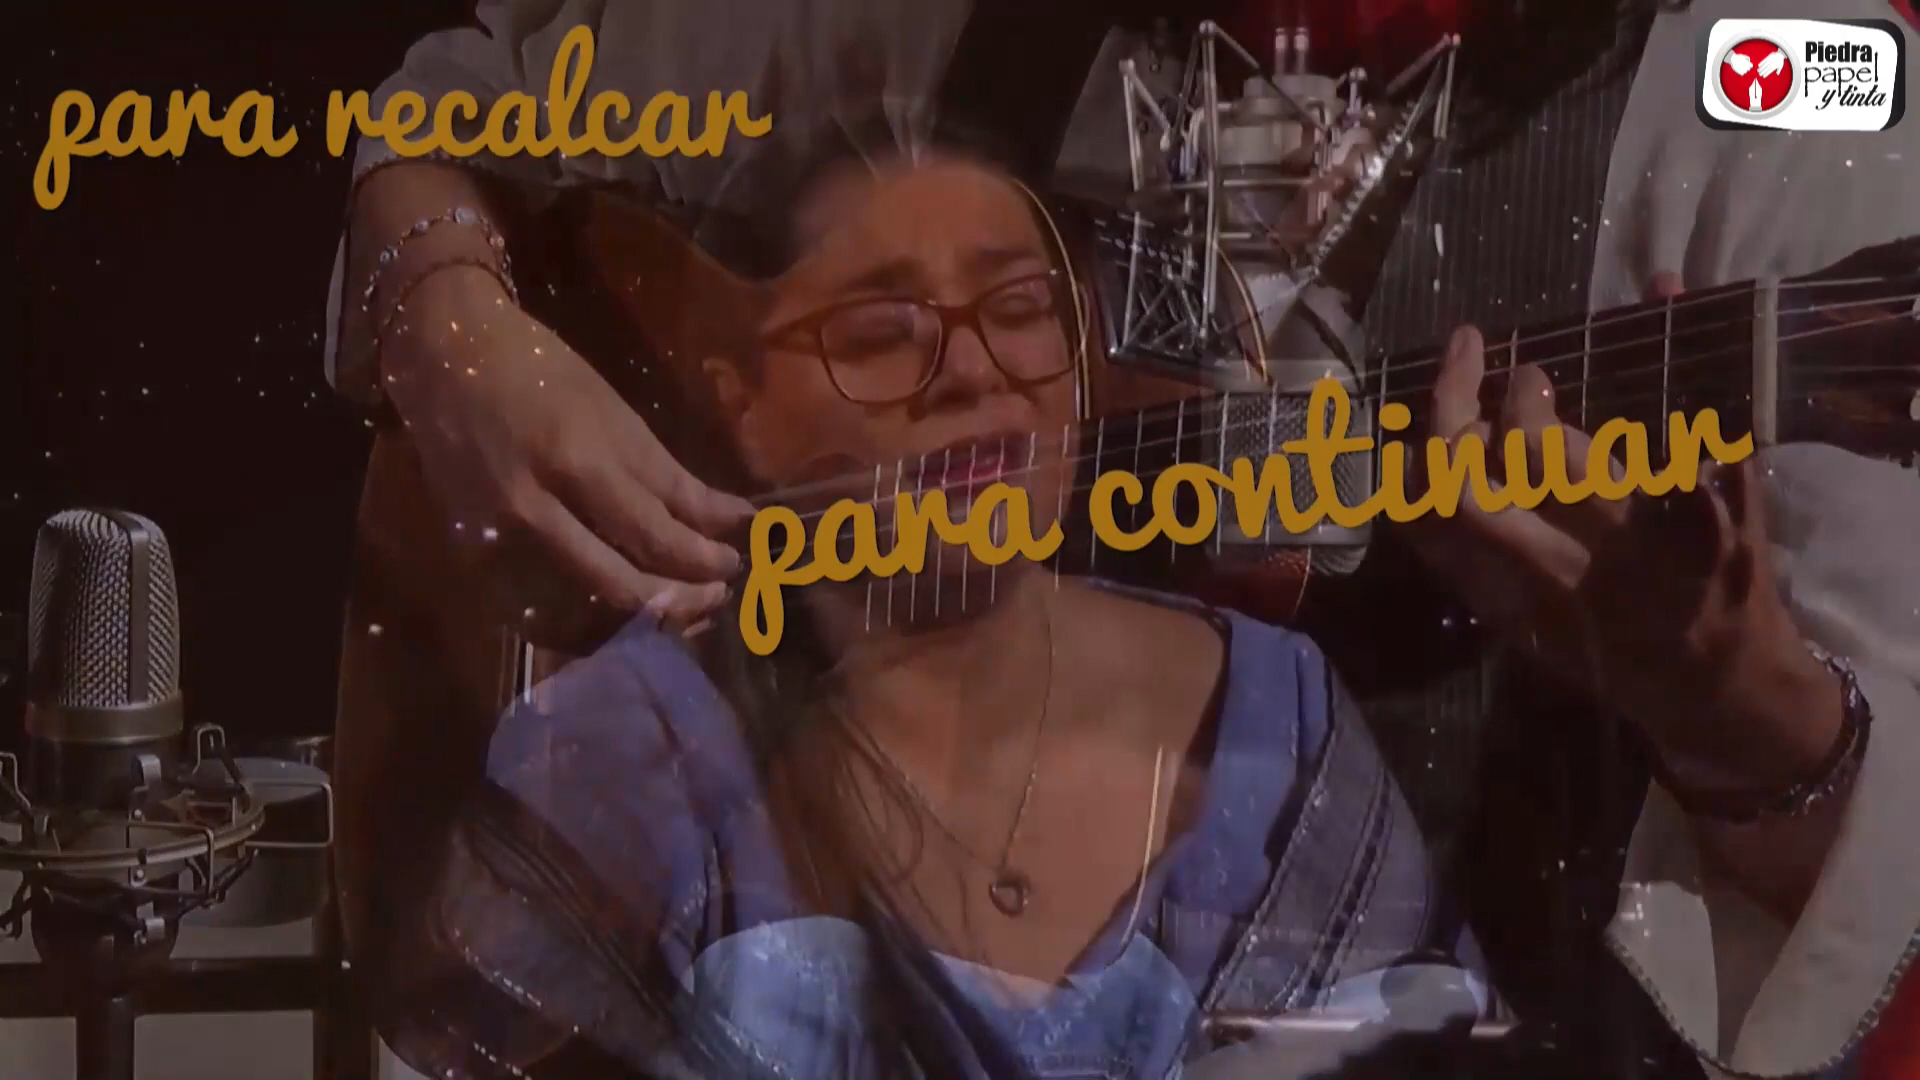 para recalcar
para continuar
Piedra
papel
y tinta